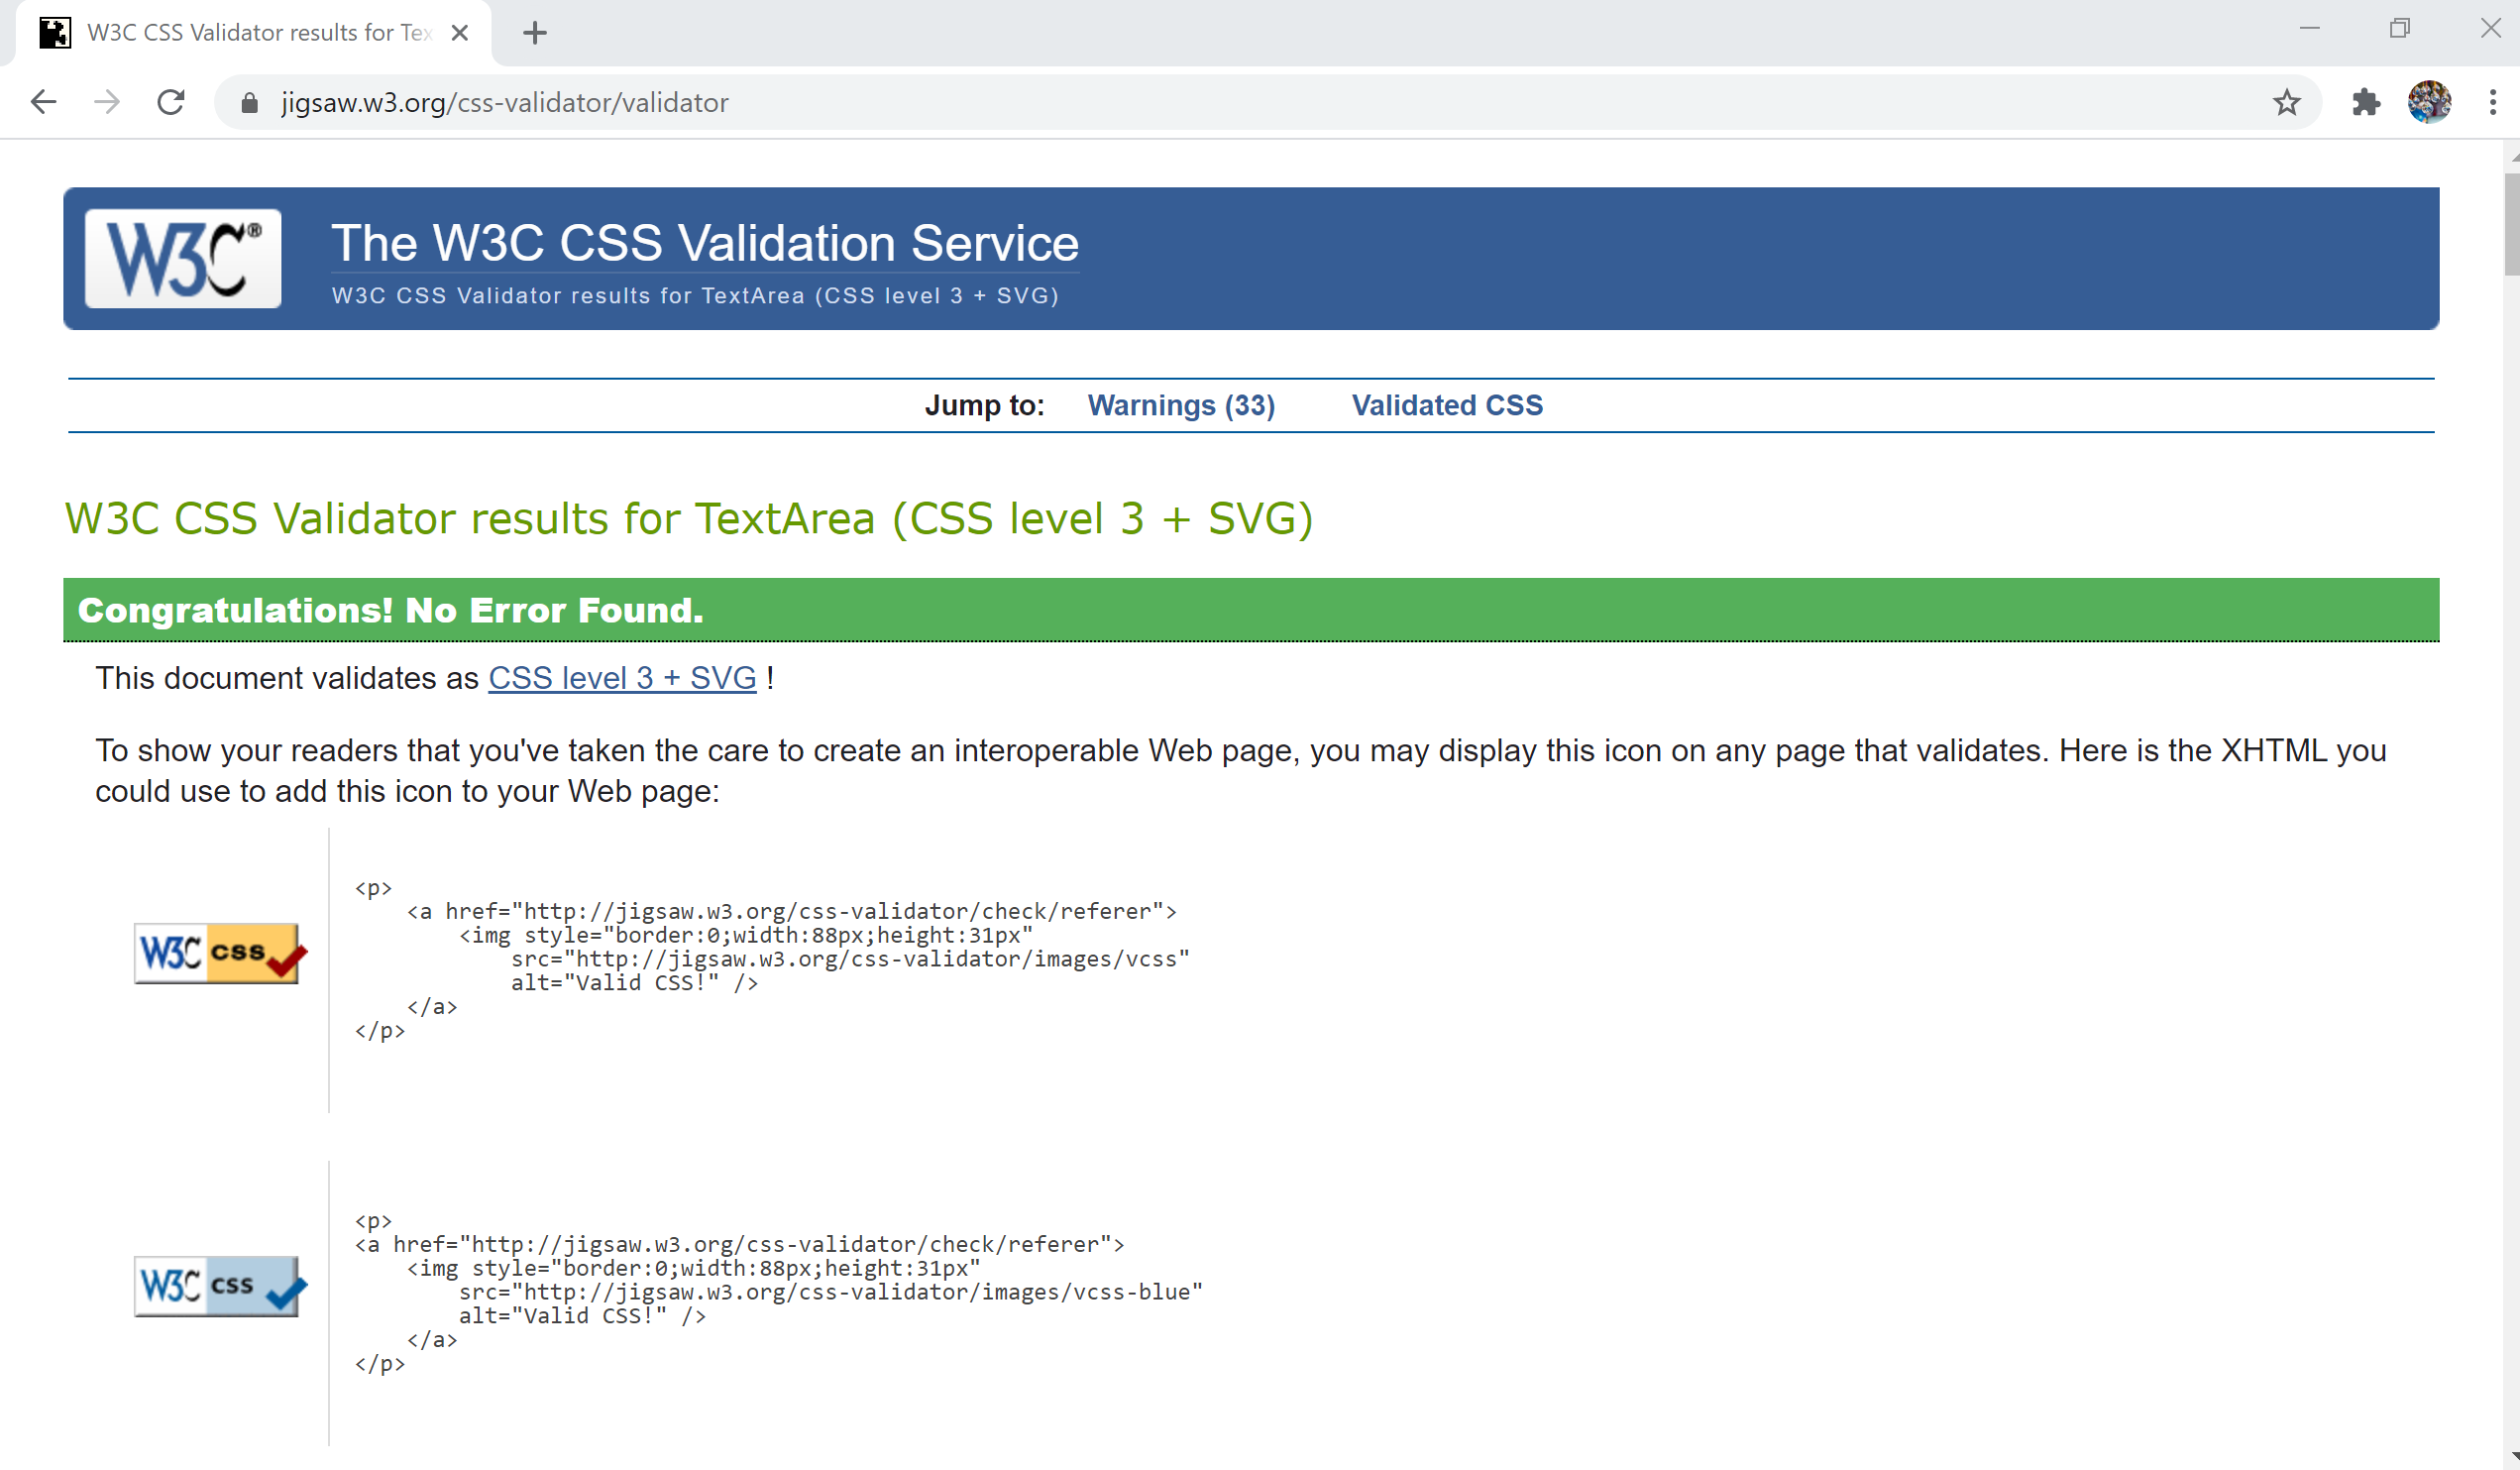 W3C CSS Validator results for Tex
jigsaw.w3.org/css-validator/validator
W3C®
The W3C CSS Validation Service
W3C CSS Validator results for TextArea (CSS level 3 + SVG)
Jump to: Warnings (33) Validated CSS
W3C CSS Validator results for TextArea (CSS level 3 + SVG)
Congratulations! No Error Found.
This document validates as CSS level 3 + SVG !
To show your readers that you've taken the care to create an interoperable Web page, you may display this icon on any page that validates. Here is the XHTML you
could use to add this icon to your Web page:
W3C css
<p>
    <a href="http://jigsaw.w3.org/css-validator/check/referer">
        <img style="border:0;width:88px;height:31px"
            src="http://jigsaw.w3.org/css-validator/images/vcss"
            alt="Valid CSS!" />
    </a>
</p>
W3C css
<p>
<a href="http://jigsaw.w3.org/css-validator/check/referer">
    <img style="border:0;width:88px;height:31px"
        src="http://jigsaw.w3.org/css-validator/images/vcss-blue"
        alt="Valid CSS!" />
    </a>
</p>